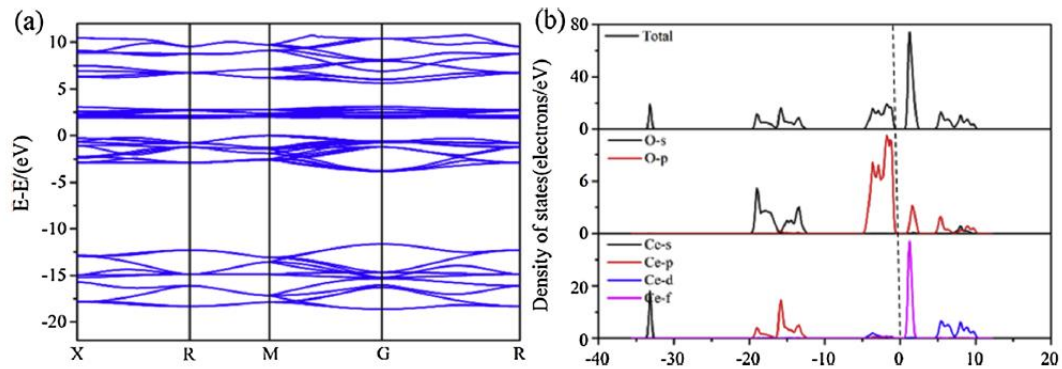 (a)
10
5
0
-5
-10
-15
-20
E-E/(eV)
X R M G R
(b)
80
40
0
6
0
20
0
Density of states(electrons/eV)
Total
O-s
O-p
Ce-s
Ce-p
Ce-d
Ce-f
-40 -30 -20 -10 0 10 20